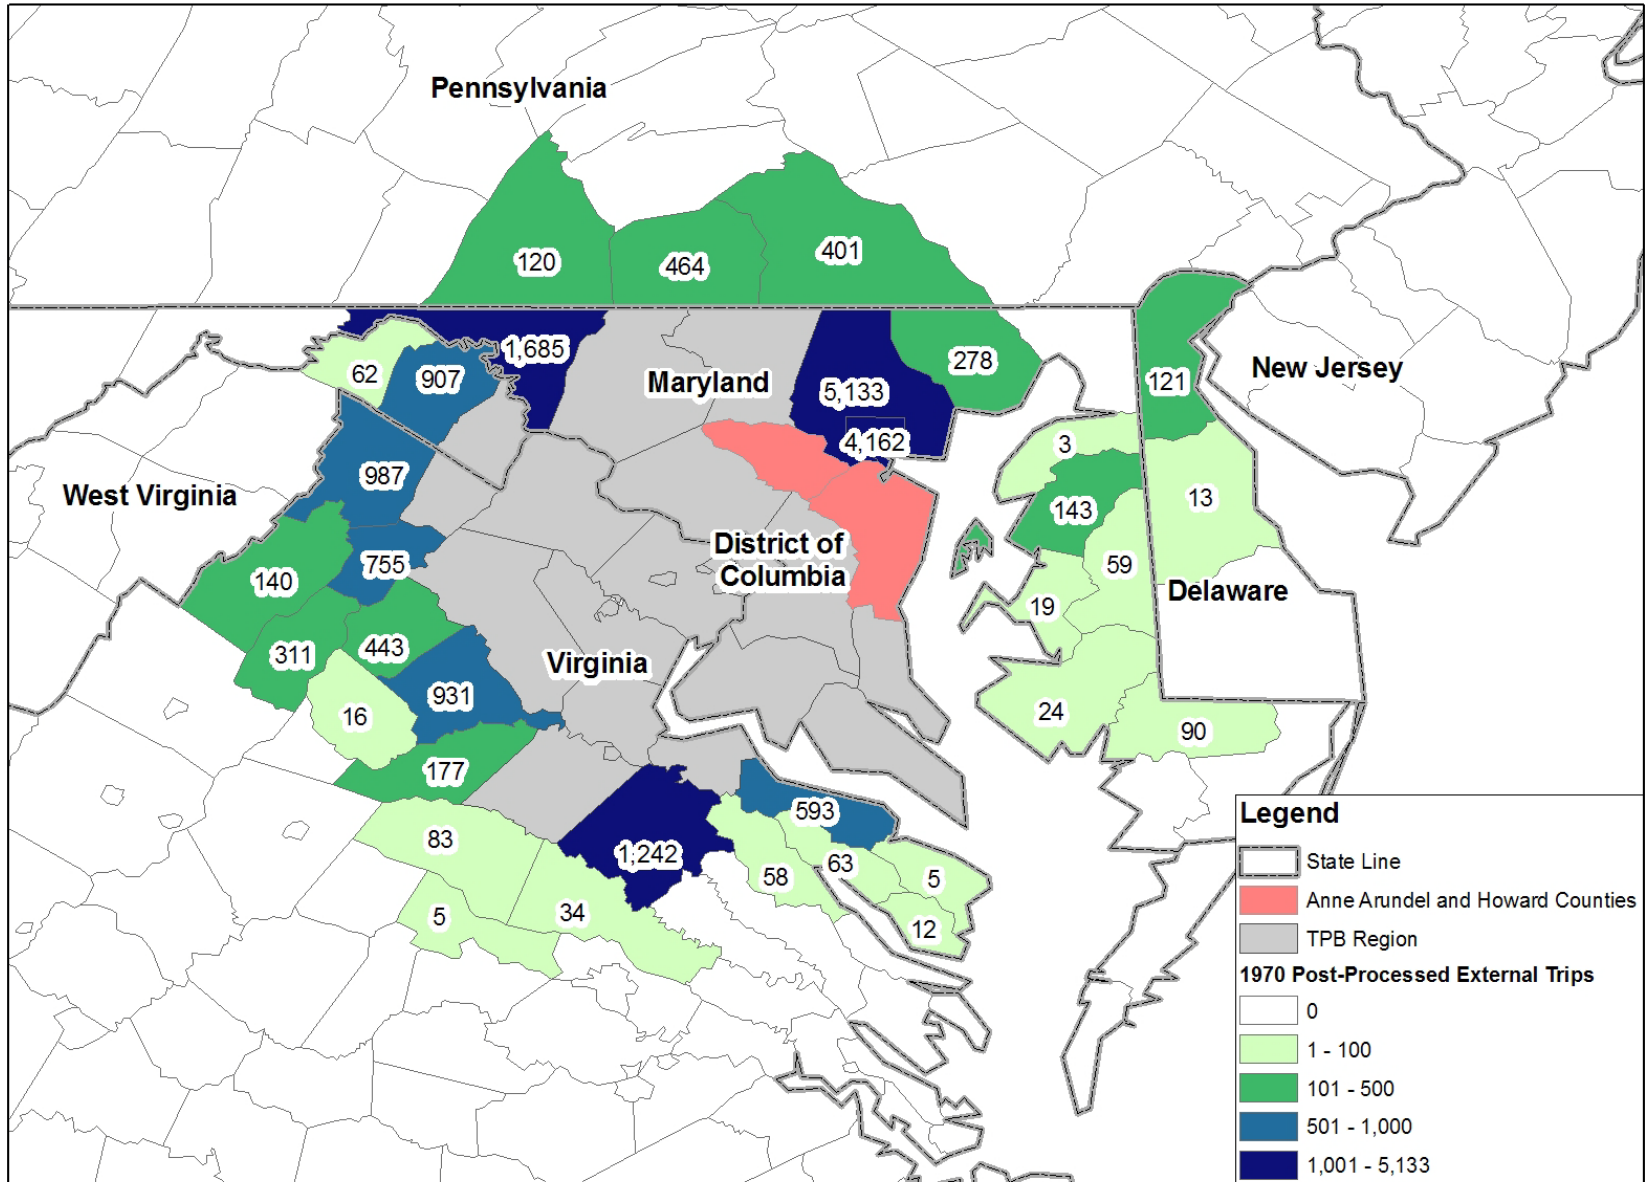 Pennsylvania
120
464
401
1,685
62
907
Maryland
5,133
278
4,162
121
New Jersey
3
987
West Virginia
143
13
District of
Columbia
755
140
59
Delaware
19
443
311
Virginia
931
16
24
90
177
593
83
1,242
63
58
5
5
34
12
Legend
State Line
Anne Arundel and Howard Counties
TPB Region
1970 Post-Processed External Trips
0
1 - 100
101 - 500
501 - 1,000
1,001 - 5,133